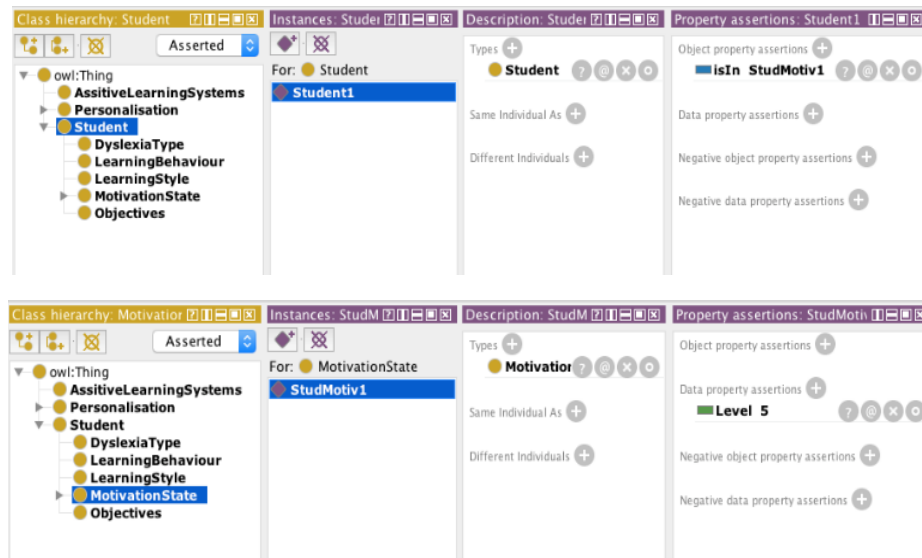 Class hierarchy: Student
Instances: Studen
Description: Studen
Property assertions: Student1
Asserted
Types
Object property assertions
For: Student
Student
isIn StudMotiv1
owl:Thing
Student1
AssitiveLearningSystems
Same Individual As
Data property assertions
Personalisation
Student
DyslexiaType
Different Individuals
Negative object property assertions
LearningBehaviour
LearningStyle
MotivationState
Negative data property assertions
Objectives
Class hierarchy: Motivation
Instances: StudM
Description: StudM
Property assertions: StudMotiv
Asserted
Types
Object property assertions
For: MotivationState
Motivation
owl:Thing
StudMotiv1
Data property assertions
AssitiveLearningSystems
Level 5
Personalisation
Same Individual As
Student
DyslexiaType
Different Individuals
Negative object property assertions
LearningBehaviour
LearningStyle
MotivationState
Negative data property assertions
Objectives